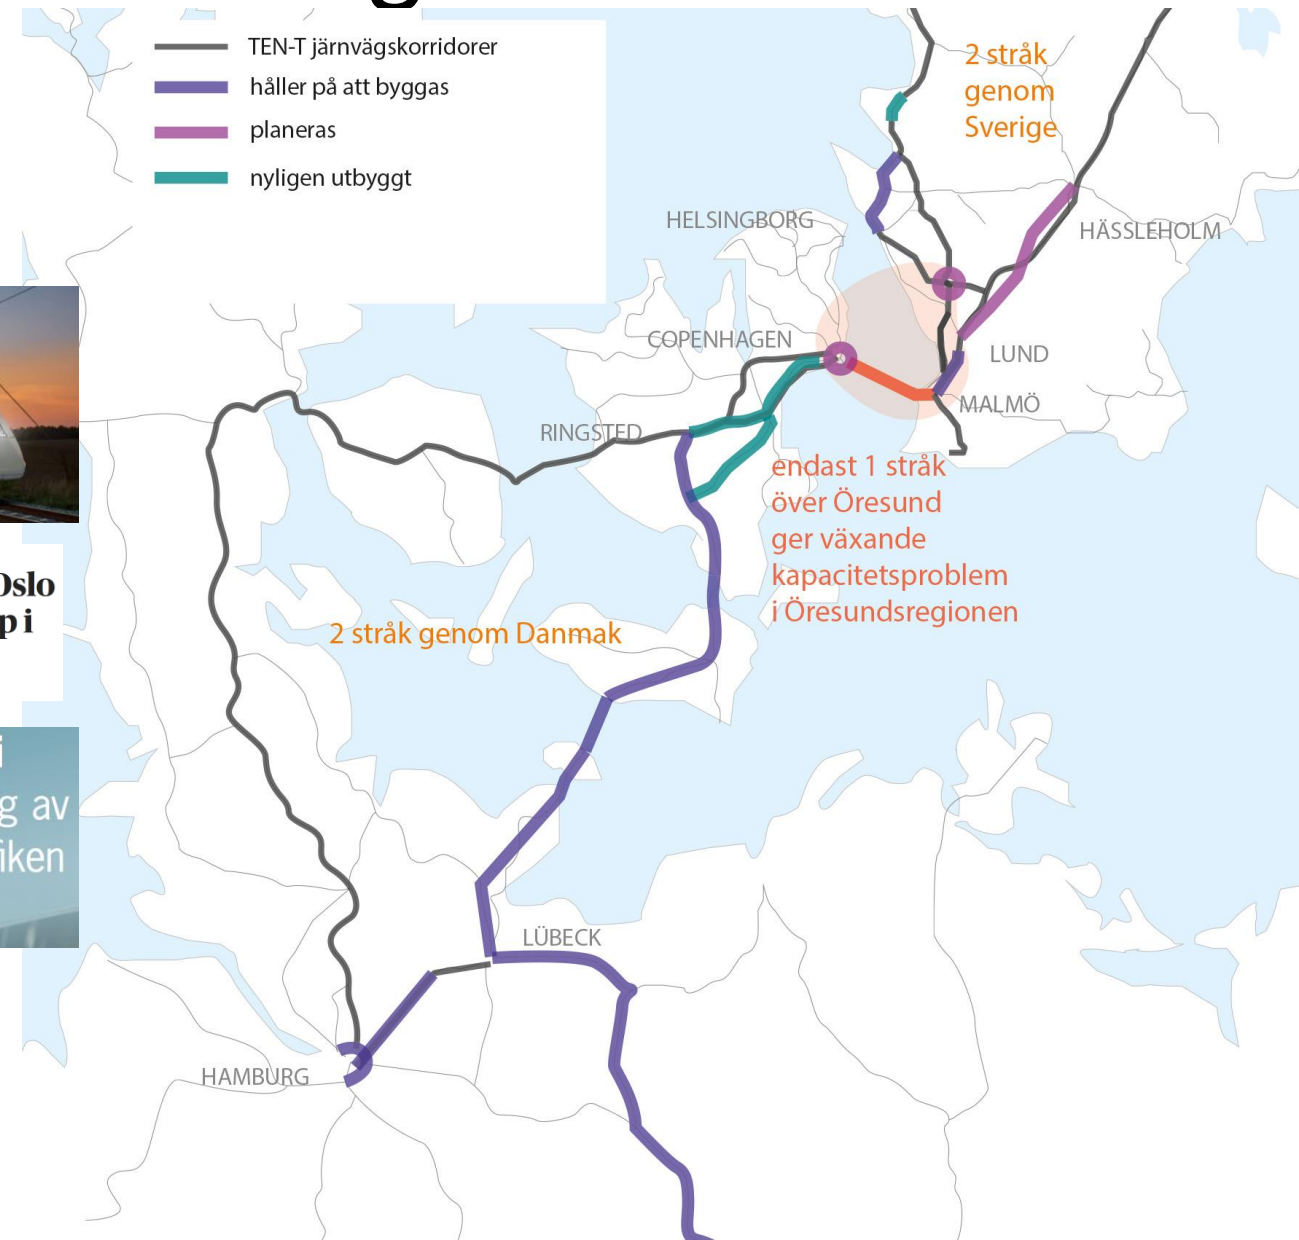 TEN-T järnvägskorridorer
håller på att byggas
planeras
nyligen utbyggt
2 stråk
genom
Sverige
HELSINGBORG
HÄSSLEHOLM
COPENHAGEN
LUND
MALMÖ
RINGSTED
endast 1 stråk
över Öresund
ger växande
kapacitetsproblem
i Öresundsregionen
Oslo
p i
2 stråk genom Danmak
i
g av
iken
LÜBECK
HAMBURG